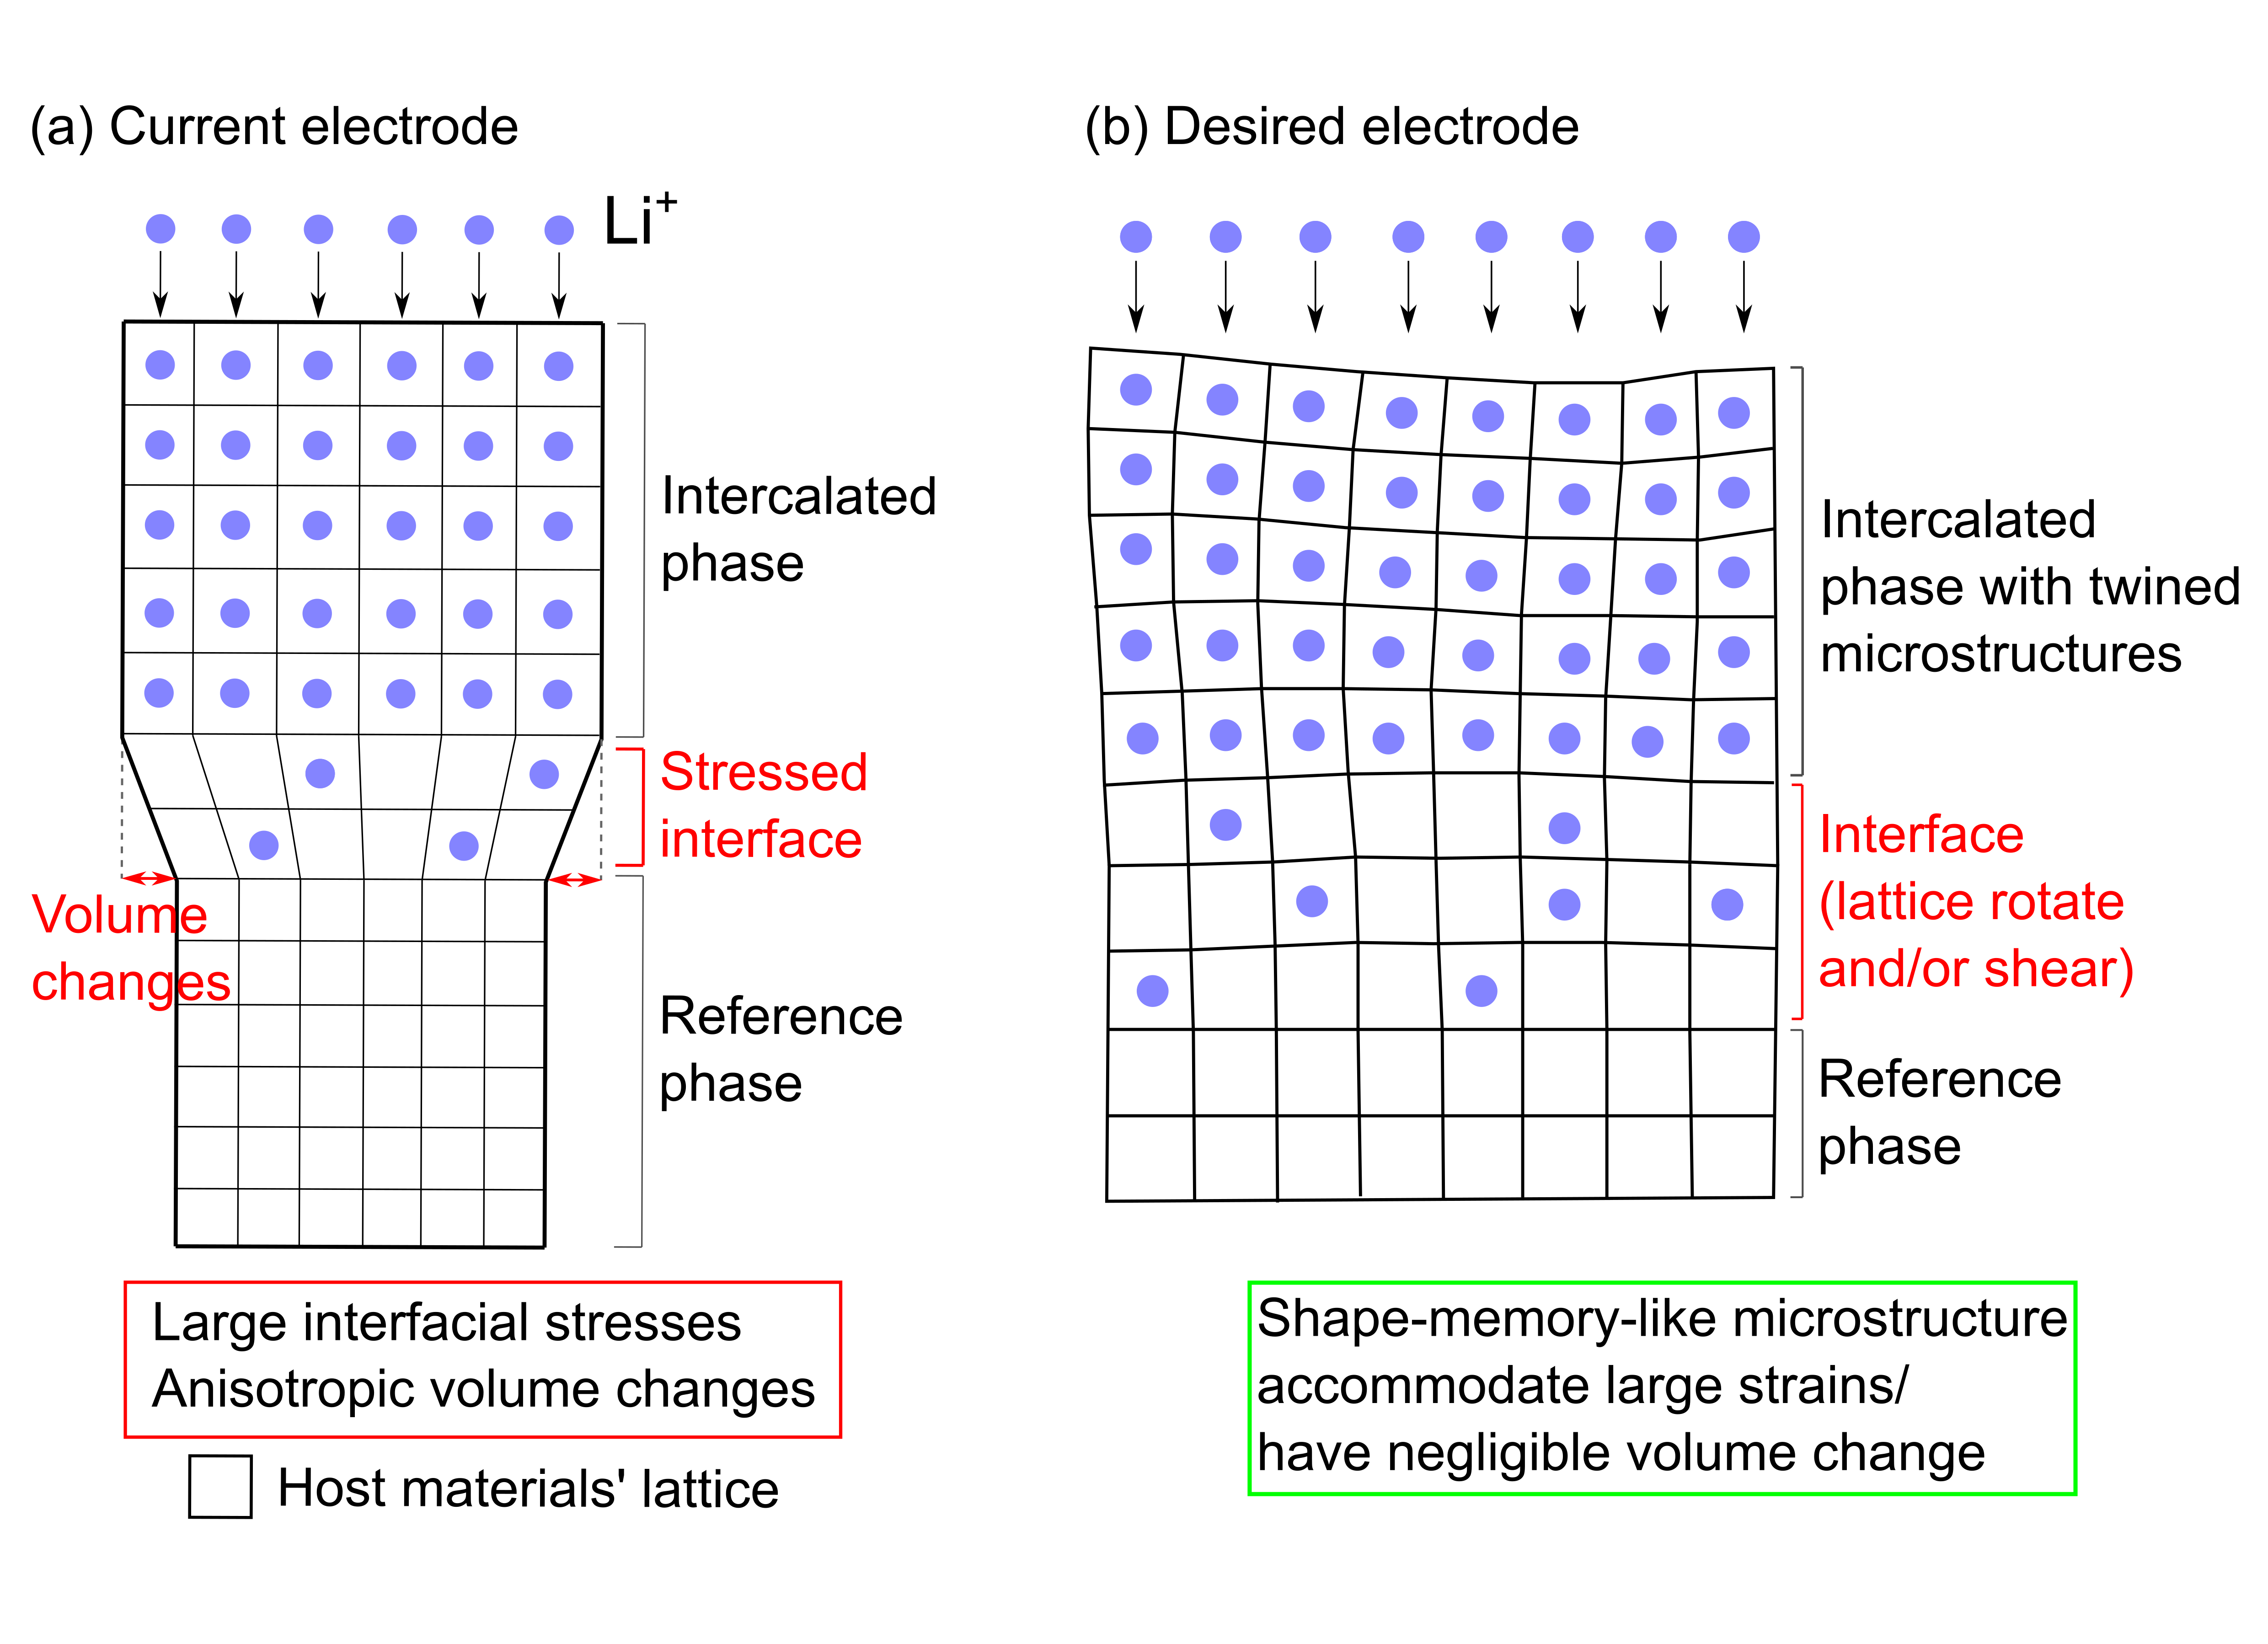 (a) Current electrode
Li⁺
Intercalated
phase
Stressed
interface
Volume
changes
Reference
phase
Large interfacial stresses
Anisotropic volume changes
Host materials' lattice
(b) Desired electrode
Intercalated
phase with twined
microstructures
Interface
(lattice rotate
and/or shear)
Reference
phase
Shape-memory-like microstructure
accommodate large strains/
have negligible volume change